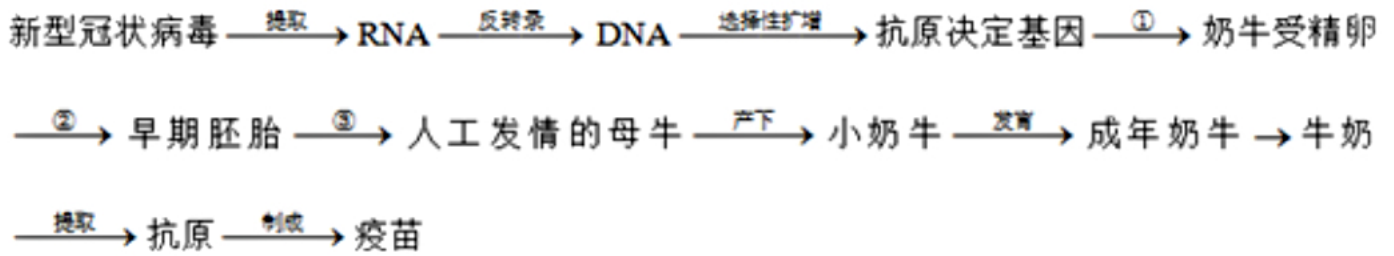 新型冠状病毒 提取 RNA 反转录 DNA 选择性扩增 抗原决定基因 ① 奶牛受精卵
② 早期胚胎 ③ 人工发情的母牛 产下 小奶牛 发育 成年奶牛 → 牛奶
提取 抗原 制成 疫苗